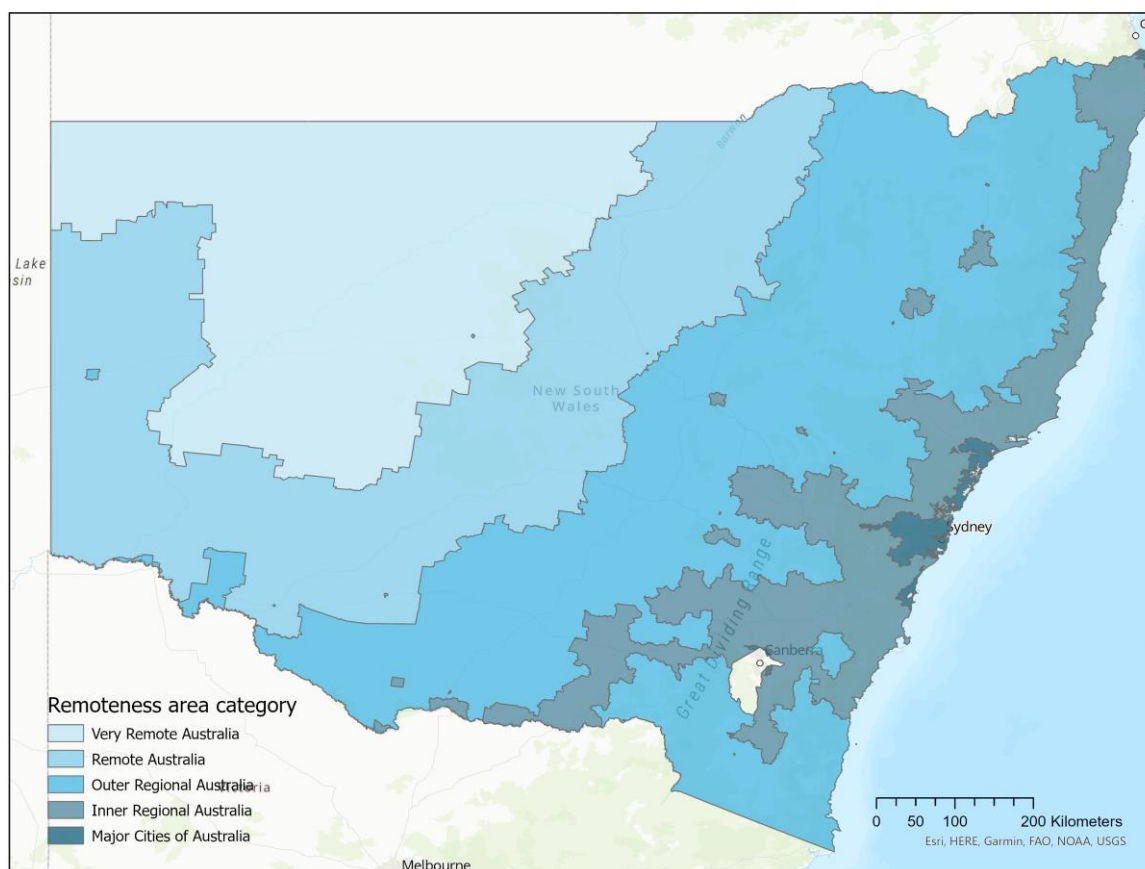 Barwon
Lake
sin
New South
Wales
Sydney
Great Dividing Range
Canberra
Remoteness area category
Very Remote Australia
Remote Australia
Outer Regional Australia
Victoria
Inner Regional Australia
Major Cities of Australia
0 50 100 200 Kilometers
Esri, HERE, Garmin, FAO, NOAA, USGS
Melbourne